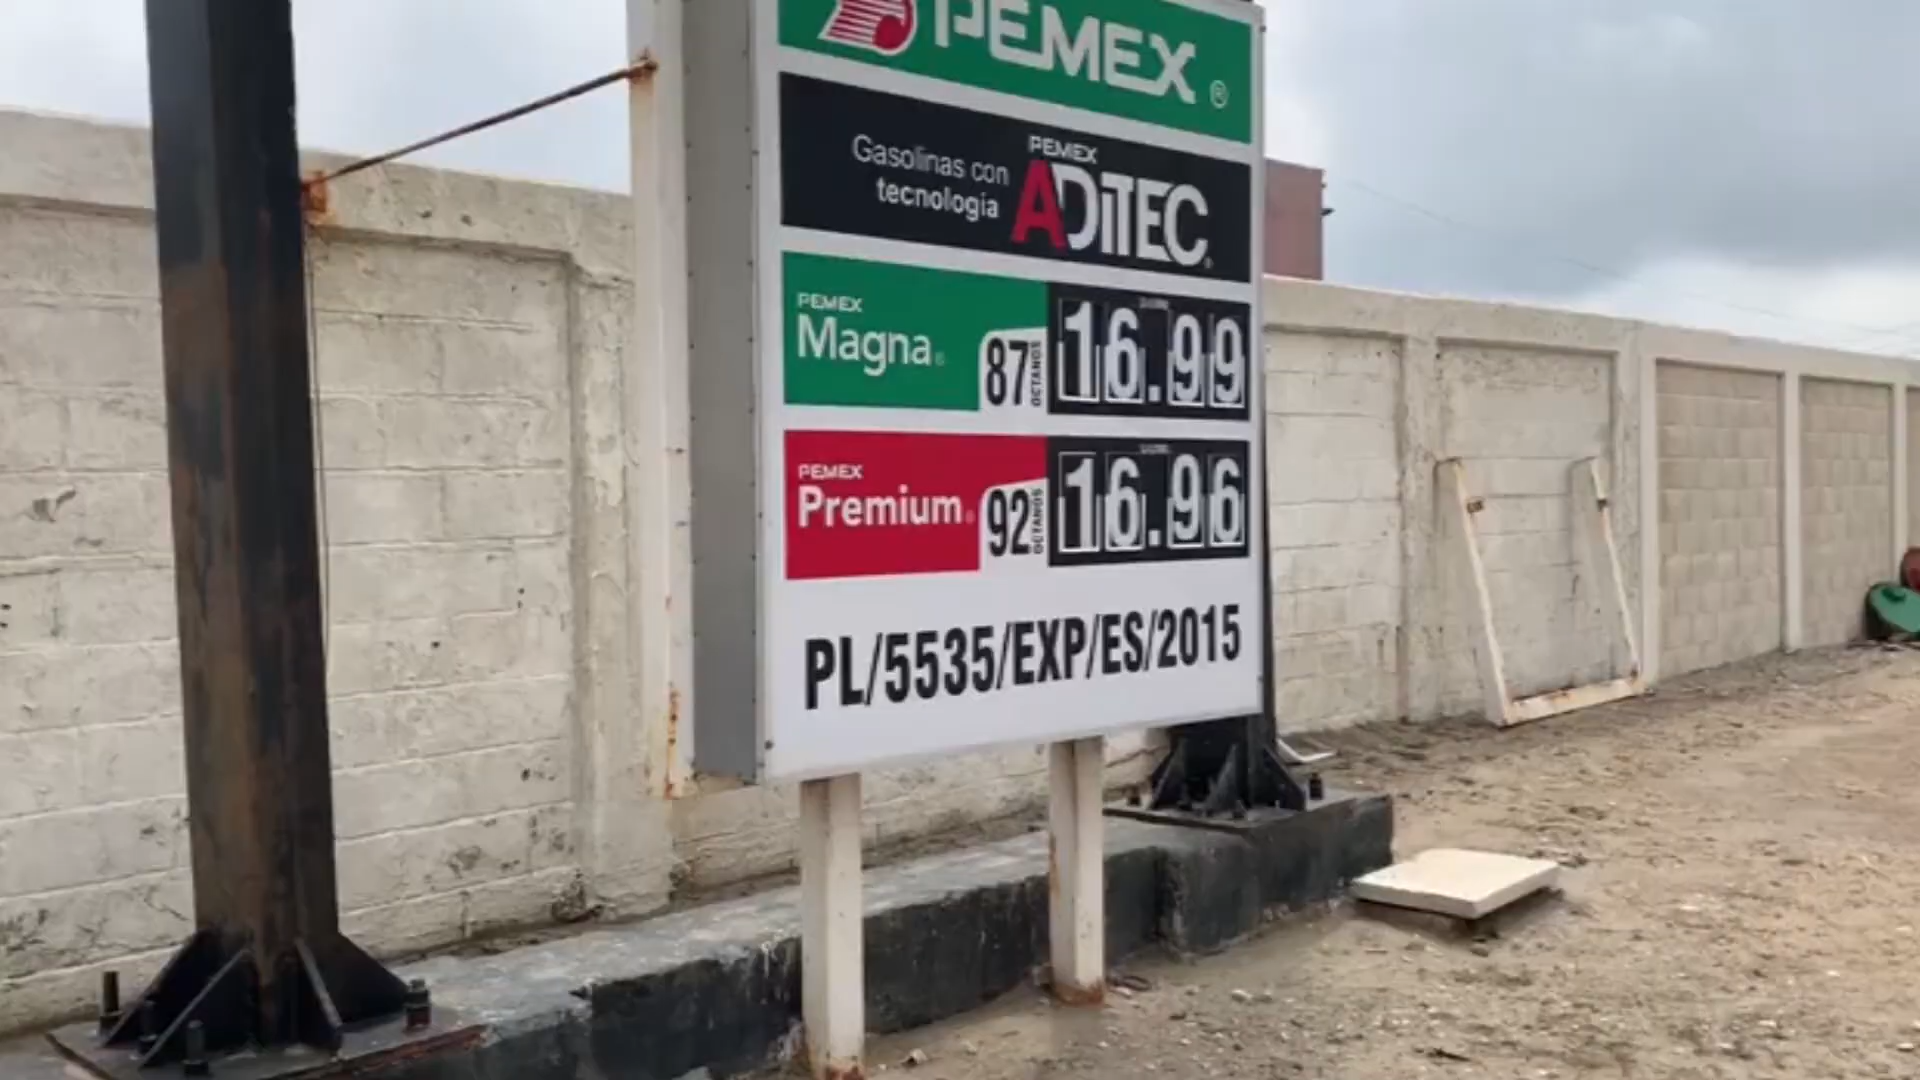 PEMEX ®
Gasolinas con
tecnología
PEMEX
ADITEC
PEMEX
Magna
87
OCTANOS
16.99
PEMEX
Premium
92
OCTANOS
16.96
PL/5535/EXP/ES/2015